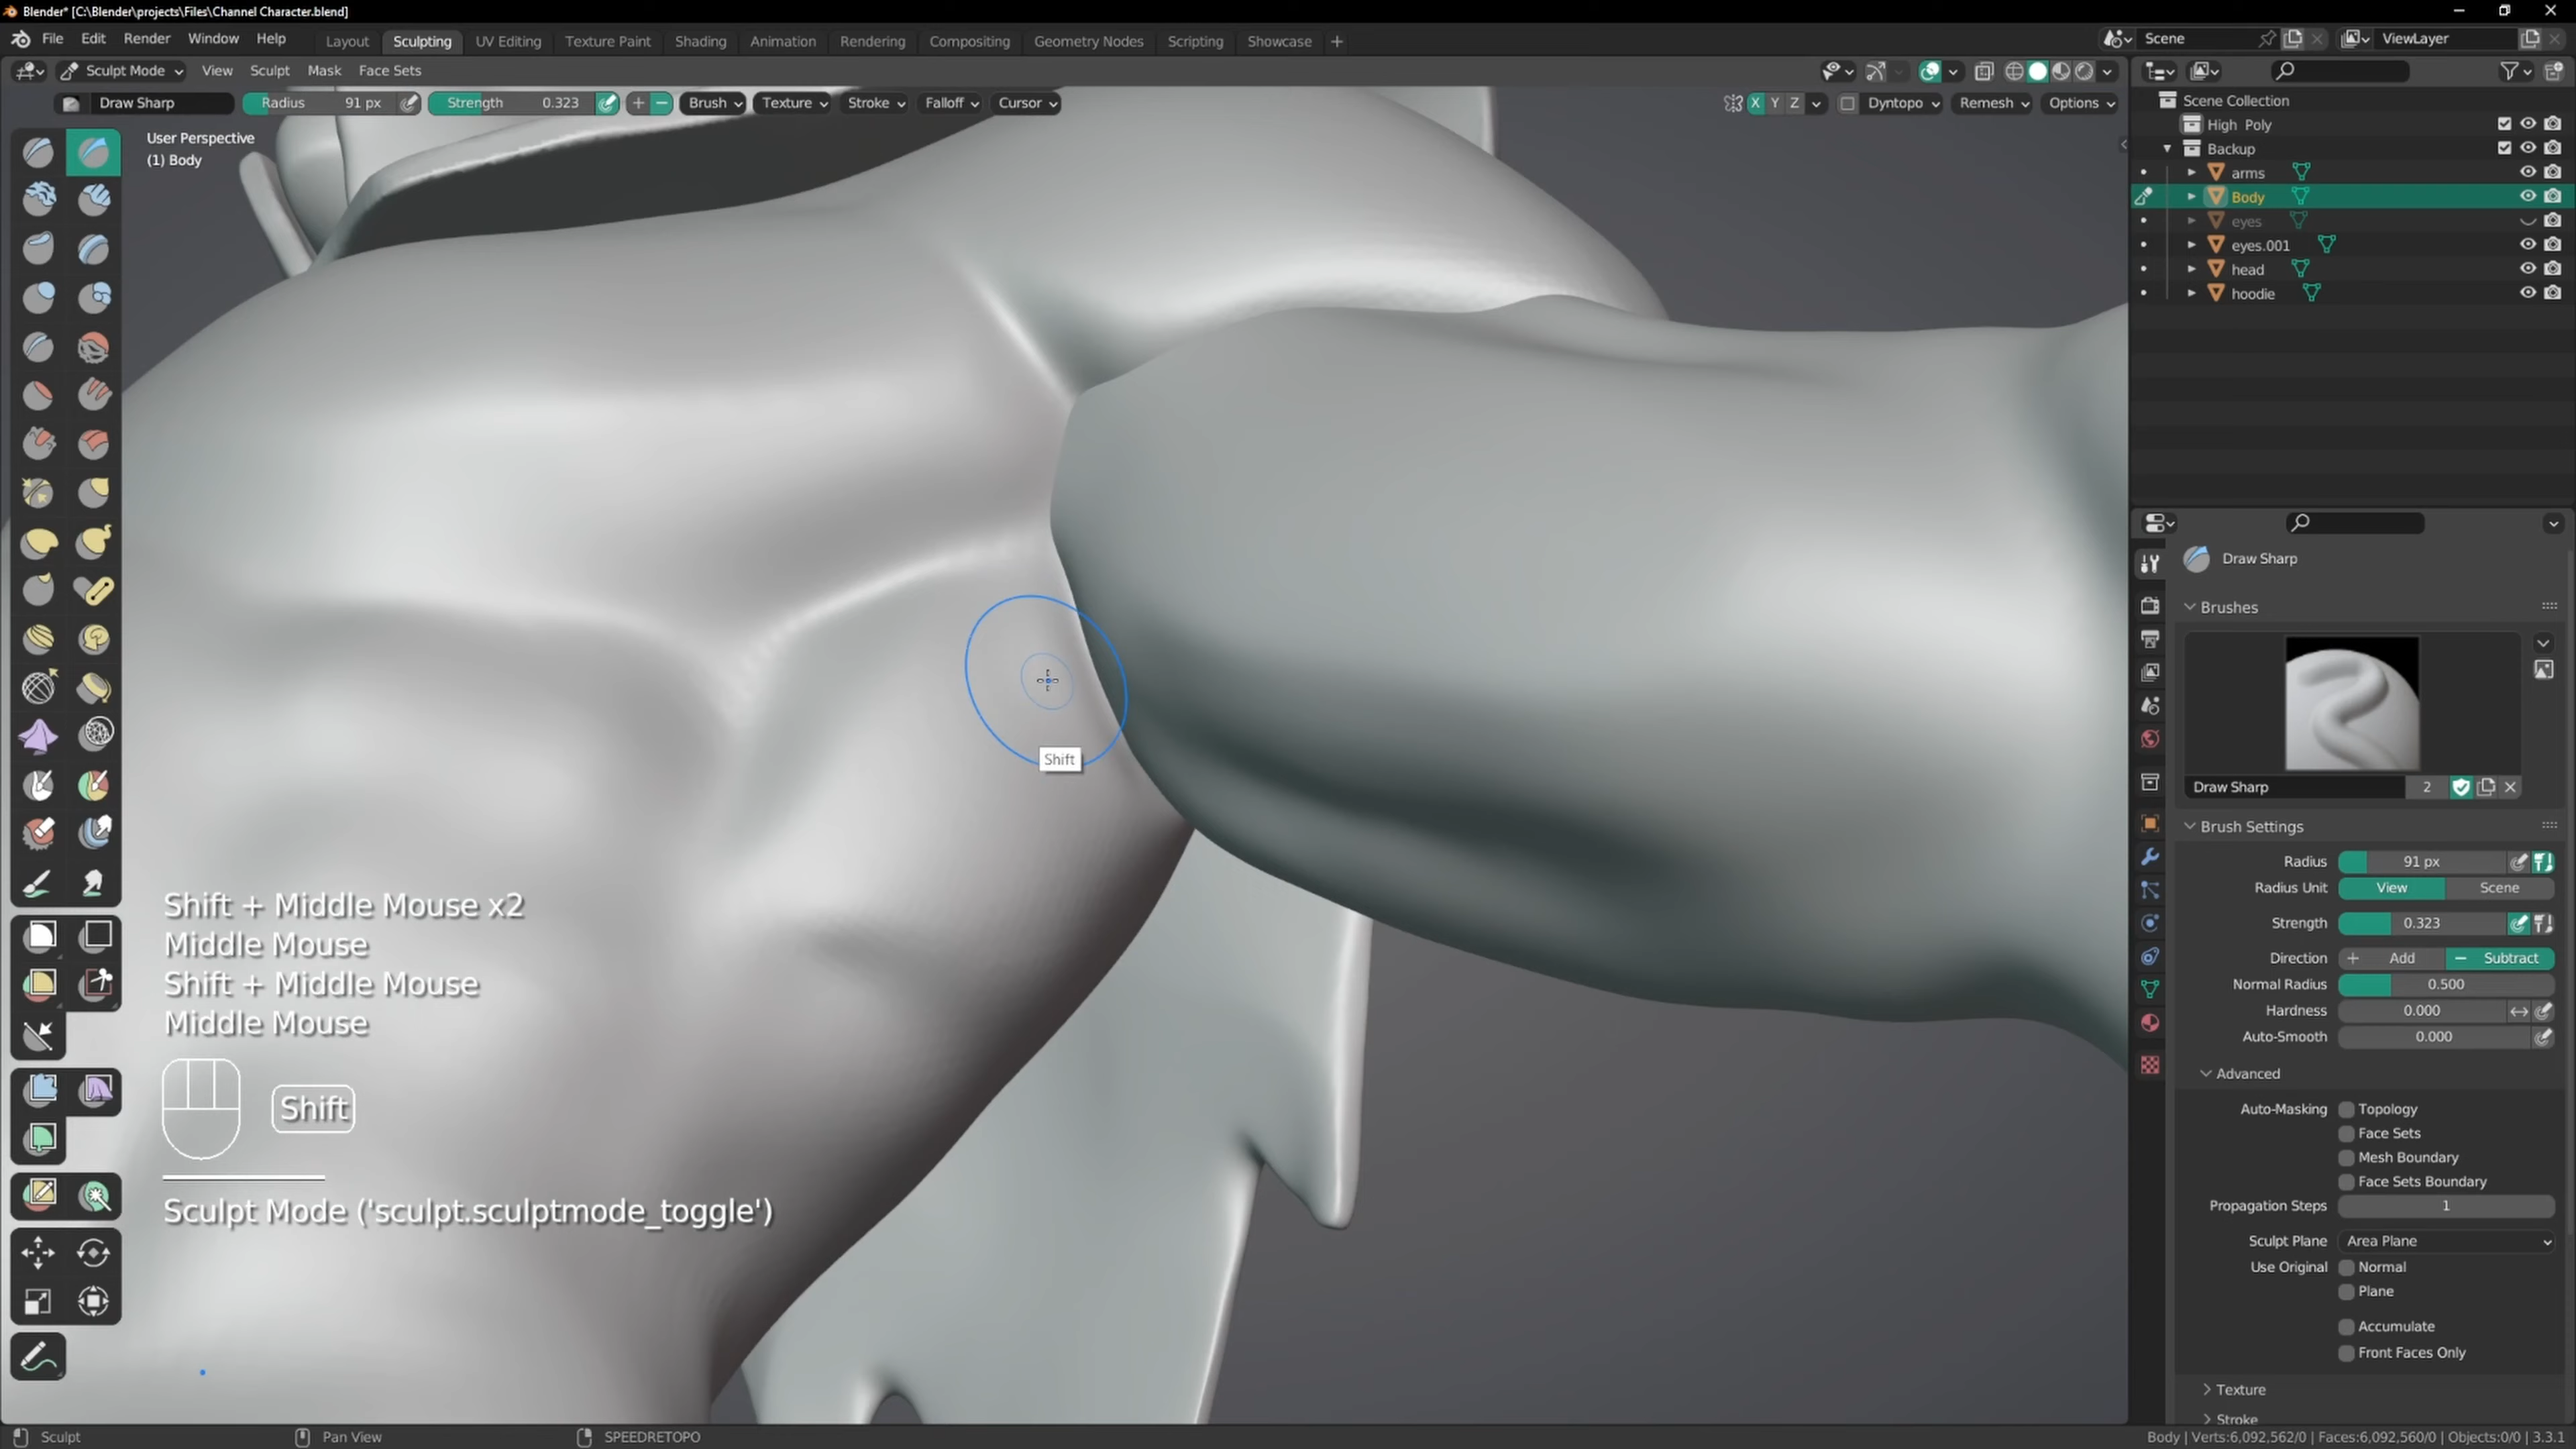 Blender* [C:\Blender\projects\Files\Channel Character.blend]
File Edit Render Window Help Layout Sculpting UV Editing Texture Paint Shading Animation Rendering Compositing Geometry Nodes Scripting Showcase + Scene ViewLayer
Sculpt Mode View Sculpt Mask Face Sets
Draw Sharp Radius 91 px Strength 0.323 Brush Texture Stroke Falloff Cursor X Y Z Dyntopo Remesh Options
User Perspective
(1) Body
Shift
Shift + Middle Mouse x2
Middle Mouse
Shift + Middle Mouse
Middle Mouse
Shift
Sculpt Mode ('sculpt.sculptmode_toggle')
Scene Collection
High Poly
Backup
arms
Body
eyes
eyes.001
head
hoodie
Draw Sharp
Brushes
Draw Sharp 2
Brush Settings
Radius 91 px
Radius Unit View Scene
Strength 0.323
Direction + Add − Subtract
Normal Radius 0.500
Hardness 0.000
Auto-Smooth 0.000
Advanced
Auto-Masking Topology
Face Sets
Mesh Boundary
Face Sets Boundary
Propagation Steps 1
Sculpt Plane Area Plane
Use Original Normal
Plane
Accumulate
Front Faces Only
Texture
Stroke
Sculpt Pan View SPEEDRETOPO Body | Verts:6,092,562/0 | Faces:6,092,560/0 | Objects:0/0 | 3.3.1